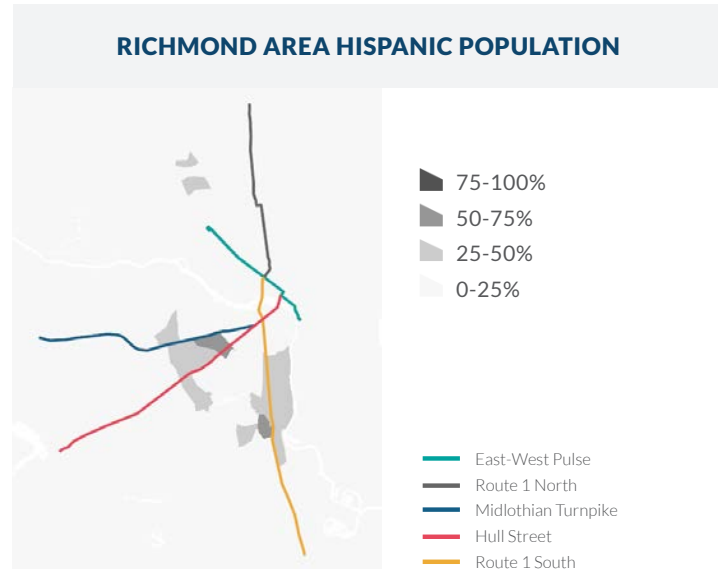 RICHMOND AREA HISPANIC POPULATION
75-100%
50-75%
25-50%
0-25%
East-West Pulse
Route 1 North
Midlothian Turnpike
Hull Street
Route 1 South